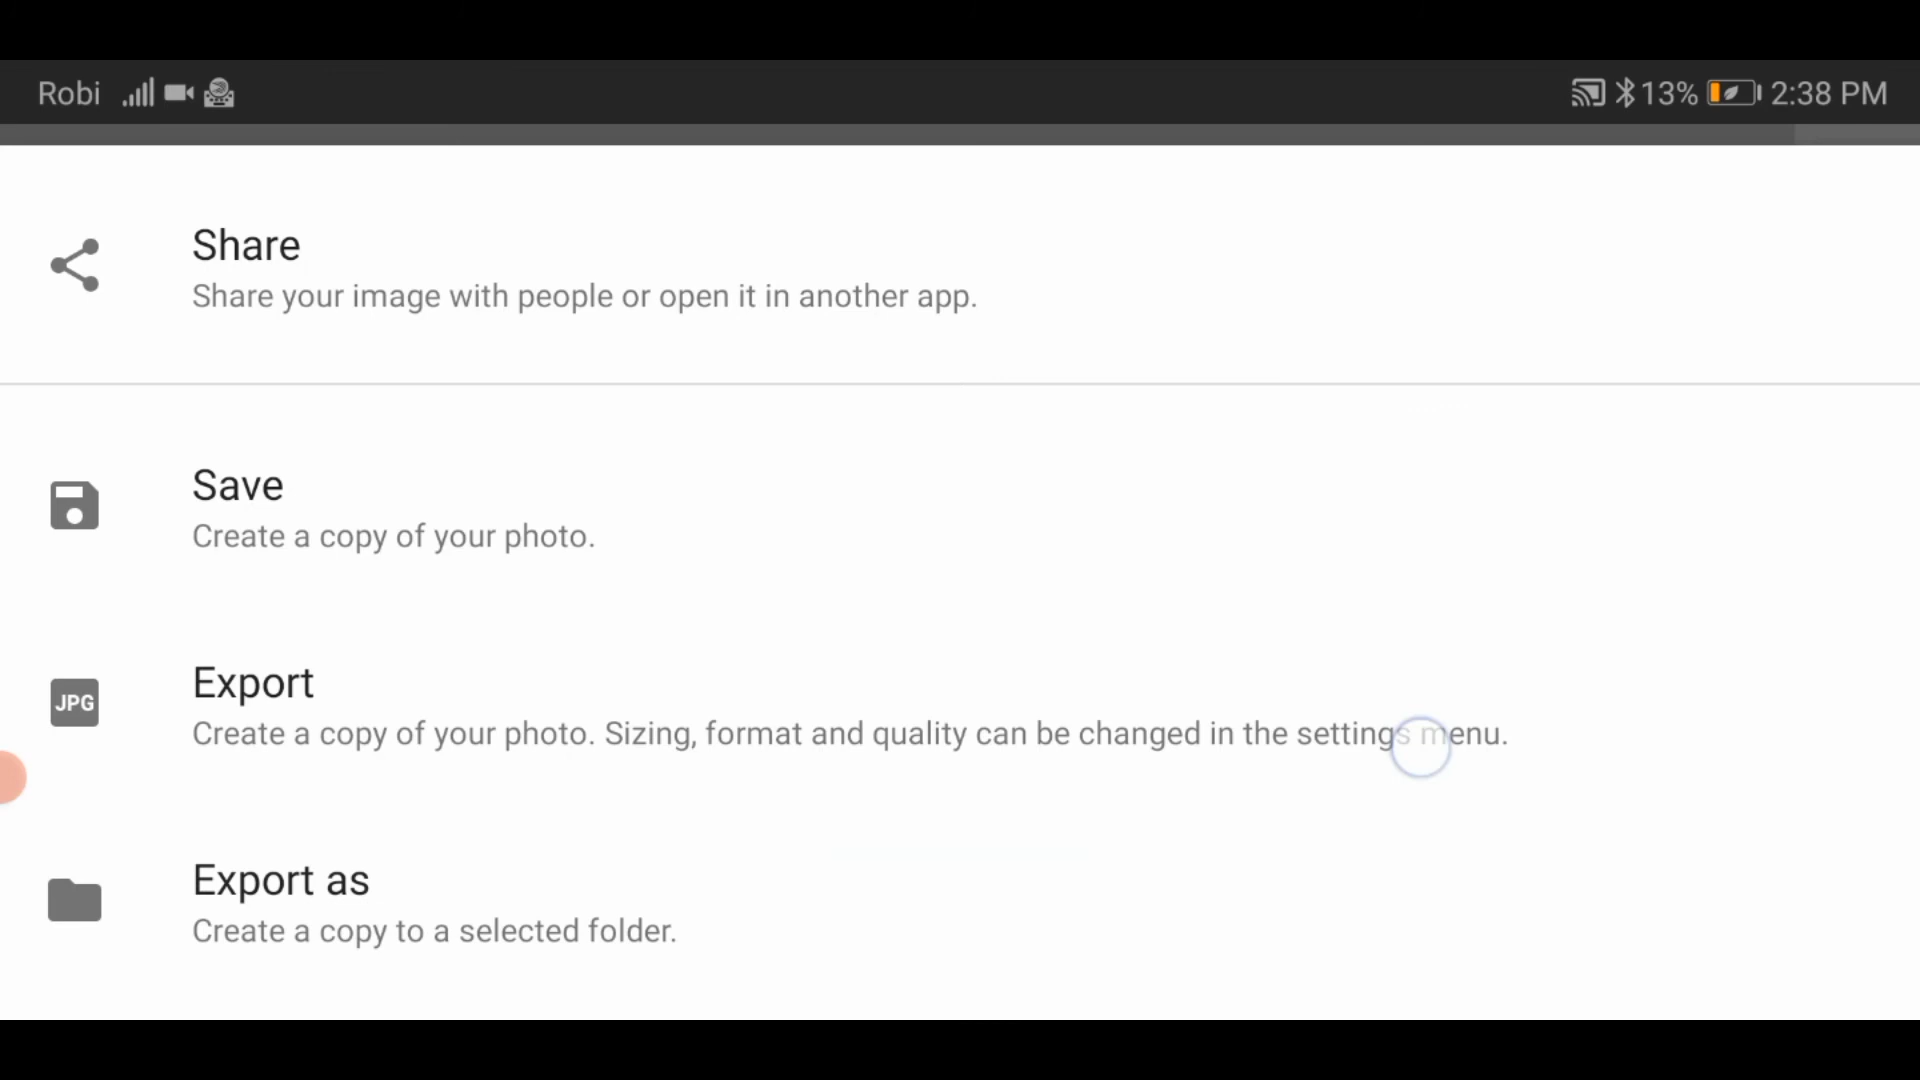 Robi 13% 2:38 PM
Share
Share your image with people or open it in another app.
Save
Create a copy of your photo.
JPG Export
Create a copy of your photo. Sizing, format and quality can be changed in the settings menu.
Export as
Create a copy to a selected folder.